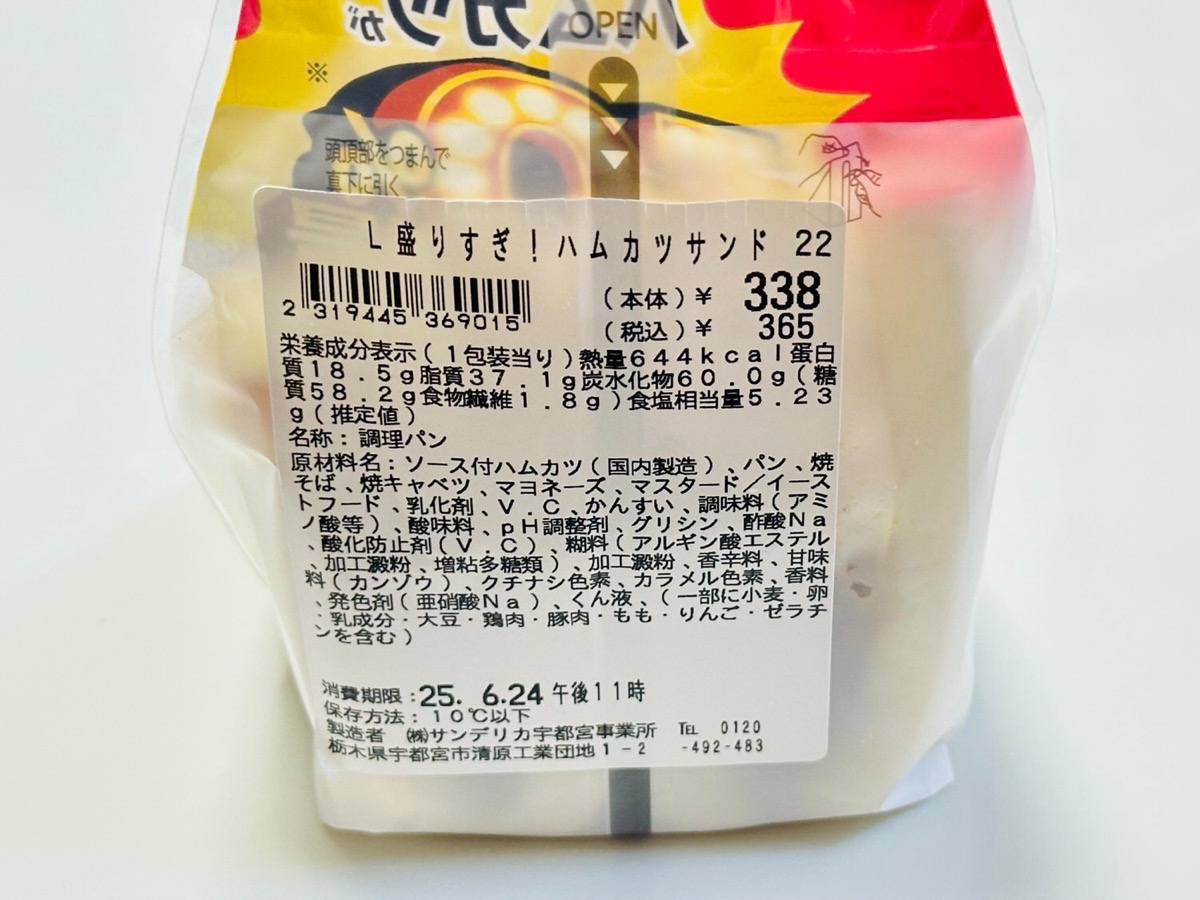 ハムカツが
OPEN
※
頭頂部をつまんで
真下に引く
L盛りすぎ!ハムカツサンド 22
(本体)¥ 338
2 319445 369015
(税込)¥ 365
栄養成分表示(1包装当り)熱量644kcal蛋白
質18.5g脂質37.1g炭水化物60.0g(糖
質58.2g食物繊維1.8g)食塩相当量5.23
g(推定値)
名称:調理パン
原材料名:ソース付ハムカツ(国内製造)、パン、焼
そば、焼キャベツ、マヨネーズ、マスタード/イース
トフード、乳化剤、V.C、かんすい、調味料(アミ
ノ酸等)、酸味料、pH調整剤、グリシン、酢酸Na
、酸化防止剤(V.C)、糊料(アルギン酸エステル
、加工澱粉、増粘多糖類)、加工澱粉、香辛料、甘味
料(カンゾウ)、クチナシ色素、カラメル色素、香料
、発色剤(亜硝酸Na)、くん液、(一部に小麦・卵
・乳成分・大豆・鶏肉・豚肉・もも・りんご・ゼラチ
ンを含む)
消費期限:25. 6.24午後11時
保存方法:10℃以下
製造者 ㈱サンデリカ宇都宮事業所 TEL 0120
栃木県宇都宮市清原工業団地1-2 -492-483